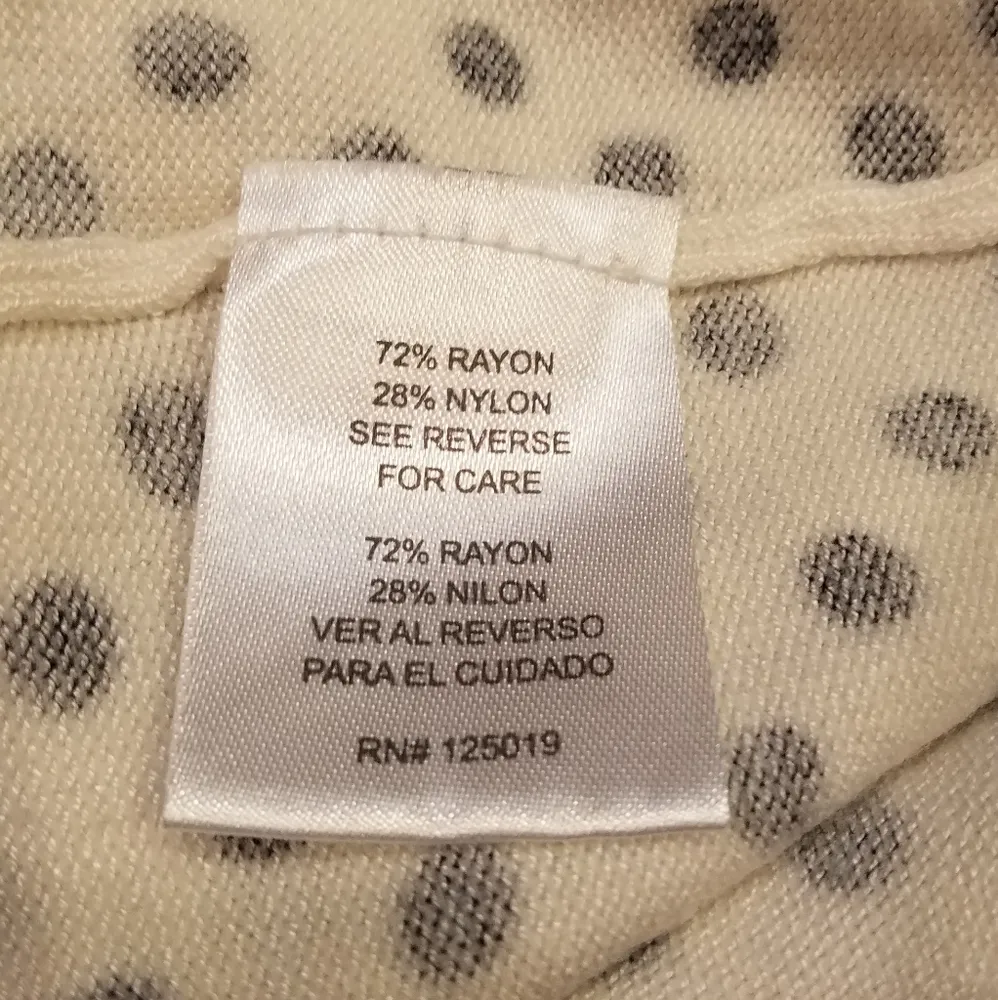 72% RAYON
28% NYLON
SEE REVERSE
FOR CARE
72% RAYON
28% NILON
VER AL REVERSO
PARA EL CUIDADO
RN# 125019